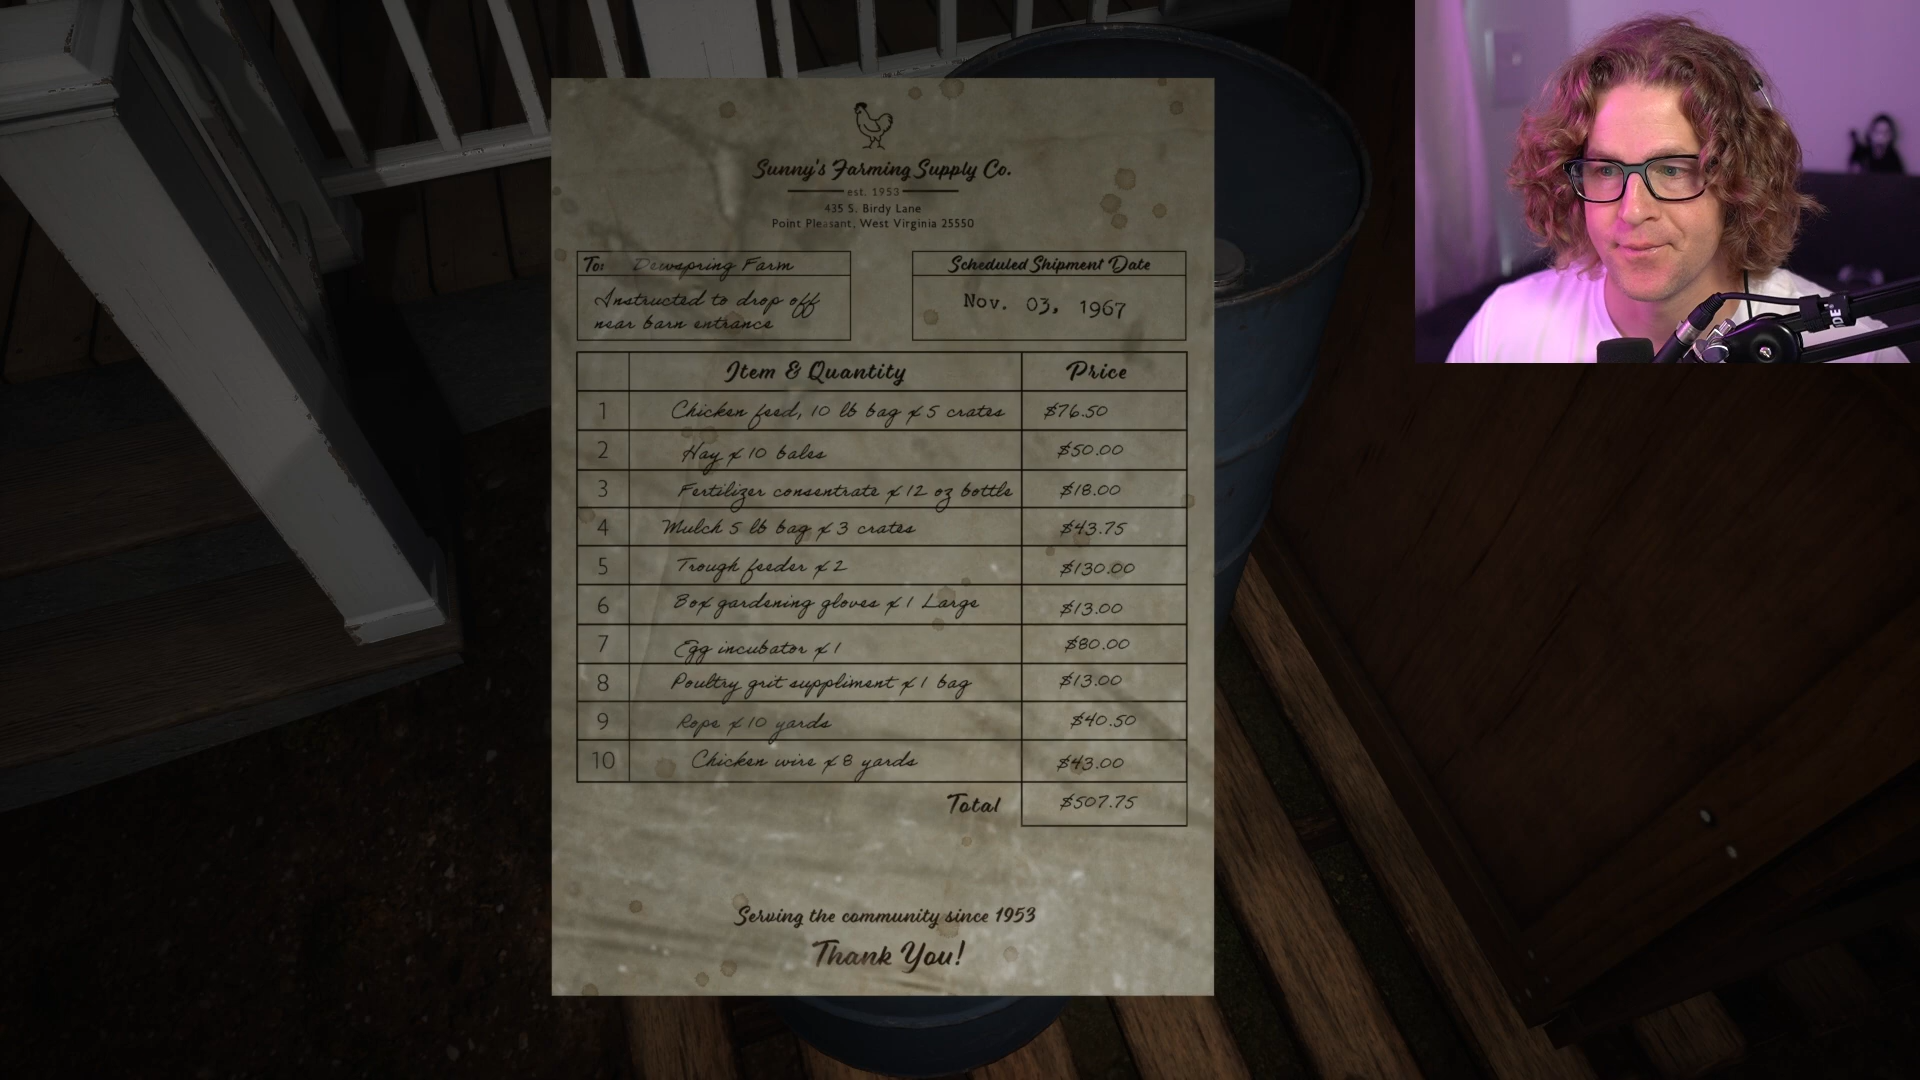 Sunny's Farming Supply Co.
est. 1953
435 S. Birdy Lane
Point Pleasant, West Virginia 25550
To: Dewspring Farm
Instructed to drop off
near barn entrance
Scheduled Shipment Date
Nov. 03, 1967
Item & Quantity Price
1 Chicken feed, 10 lb bag x 5 crates $76.50
2 Hay x 10 bales $50.00
3 Fertilizer consentrate x 12 oz bottle $18.00
4 Mulch 5 lb bag x 3 crates $43.75
5 Trough feeder x 2 $130.00
6 Box gardening gloves x 1 Large $13.00
7 Egg incubator x 1 $80.00
8 Poultry grit suppliment x 1 bag $13.00
9 Rope x 10 yards $40.50
10 Chicken wire x 8 yards $43.00
Total $507.75
Serving the community since 1953
Thank You!